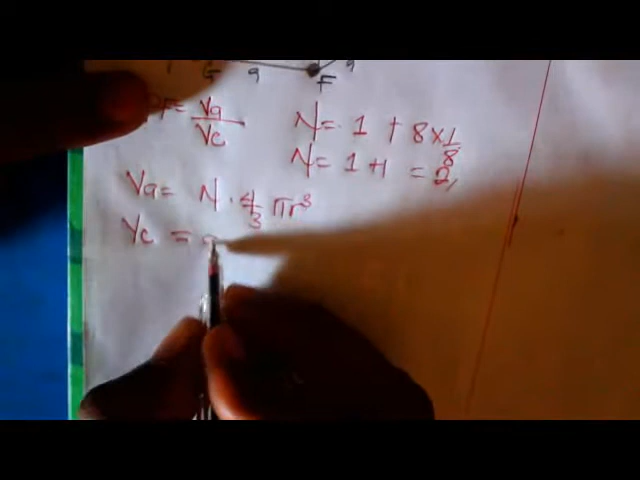 G a F a
PF = Va/Vc
N = 1 + 8 × 1/8
N = 1 + 1 = 2,
Va = N · 4/3 πr³
Vc = a